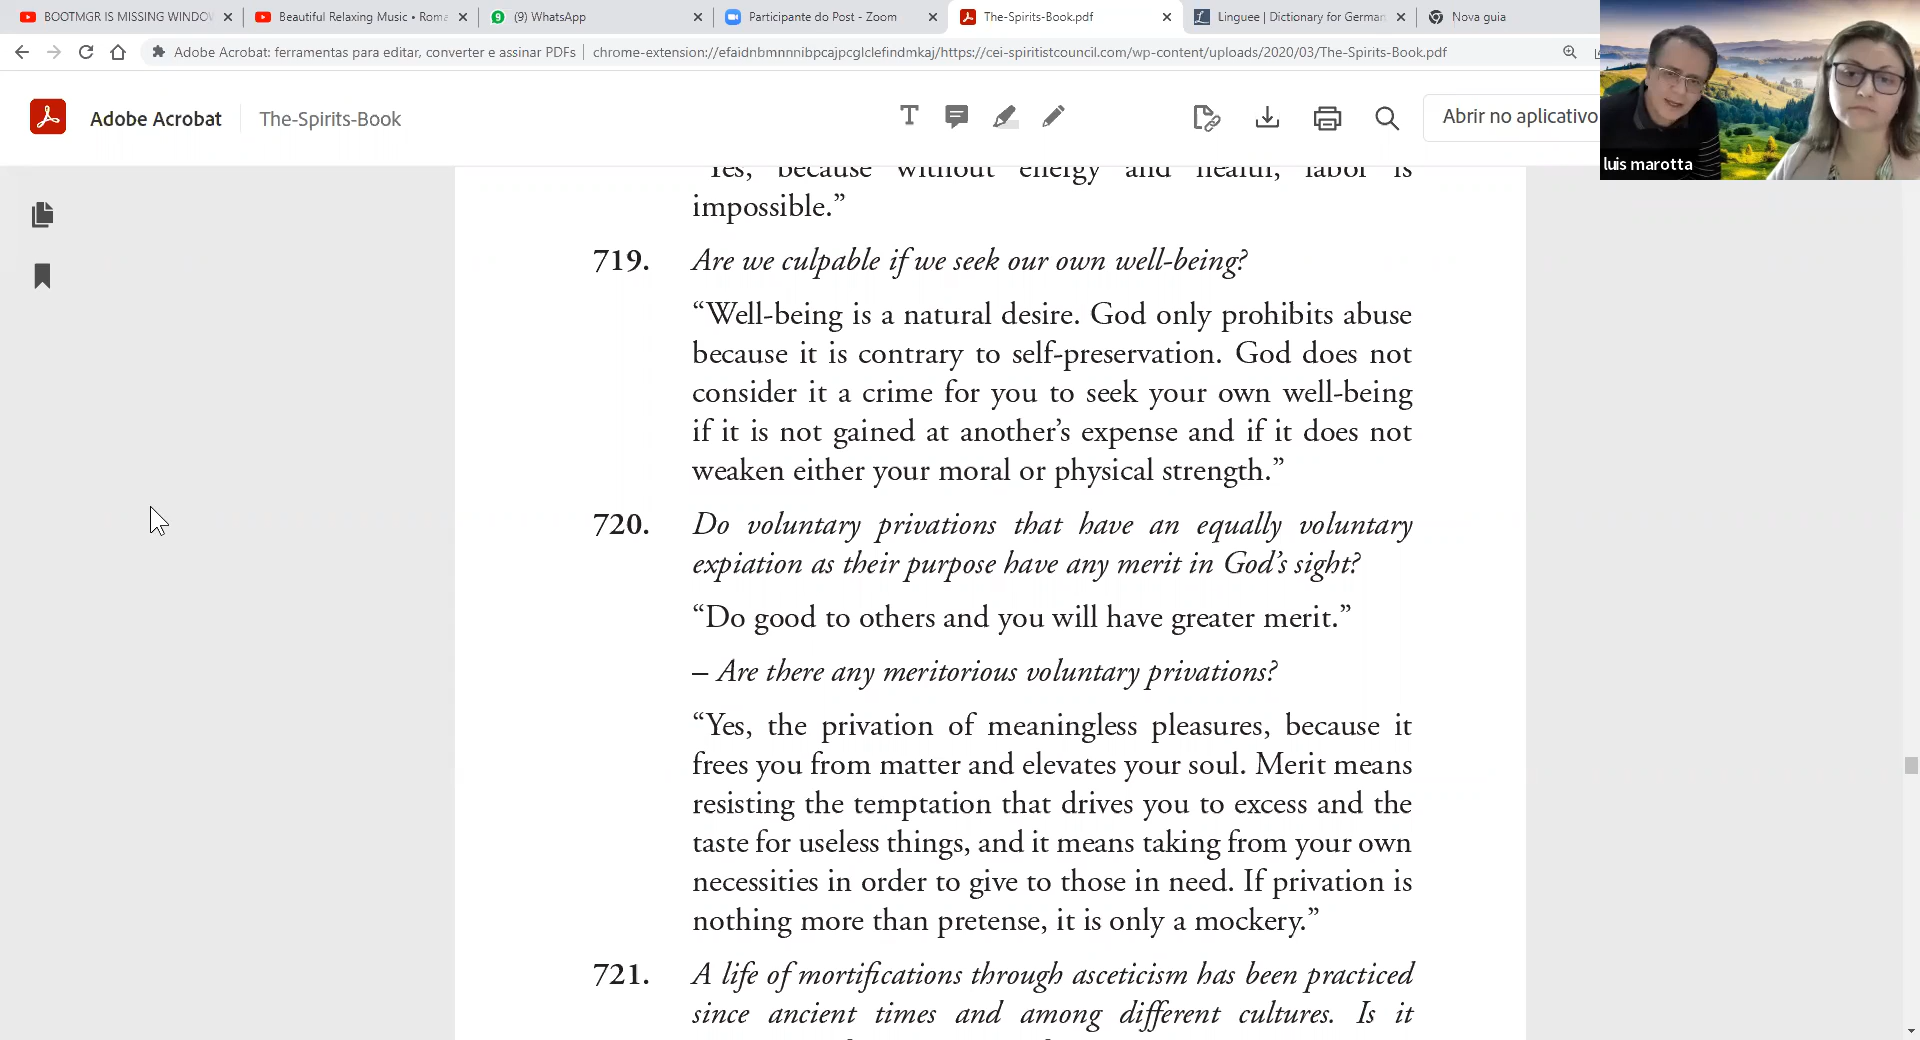 BOOTMGR IS MISSING WINDO
Beautiful Relaxing Music • Roma
(9) WhatsApp
Participante do Post - Zoom
The-Spirits-Book.pdf
Linguee | Dictionary for German
Nova guia
Adobe Acrobat: ferramentas para editar, converter e assinar PDFs
chrome-extension://efaidnbmnnnibpcajpcglclefindmkaj/https://cei-spiritistcouncil.com/wp-content/uploads/2020/03/The-Spirits-Book.pdf
Adobe Acrobat
The-Spirits-Book
Abrir no aplicativo
luis marotta
“Yes, because without energy and health, labor is
impossible.”
719. Are we culpable if we seek our own well-being?
“Well-being is a natural desire. God only prohibits abuse
because it is contrary to self-preservation. God does not
consider it a crime for you to seek your own well-being
if it is not gained at another’s expense and if it does not
weaken either your moral or physical strength.”
720. Do voluntary privations that have an equally voluntary
expiation as their purpose have any merit in God’s sight?
“Do good to others and you will have greater merit.”
– Are there any meritorious voluntary privations?
“Yes, the privation of meaningless pleasures, because it
frees you from matter and elevates your soul. Merit means
resisting the temptation that drives you to excess and the
taste for useless things, and it means taking from your own
necessities in order to give to those in need. If privation is
nothing more than pretense, it is only a mockery.”
721. A life of mortifications through asceticism has been practiced
since ancient times and among different cultures. Is it